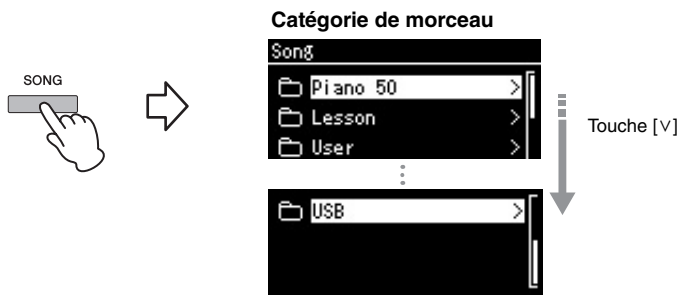 Catégorie de morceau
Song
SONG
Piano 50 >
Lesson >
User >
Touche [∨]
USB >